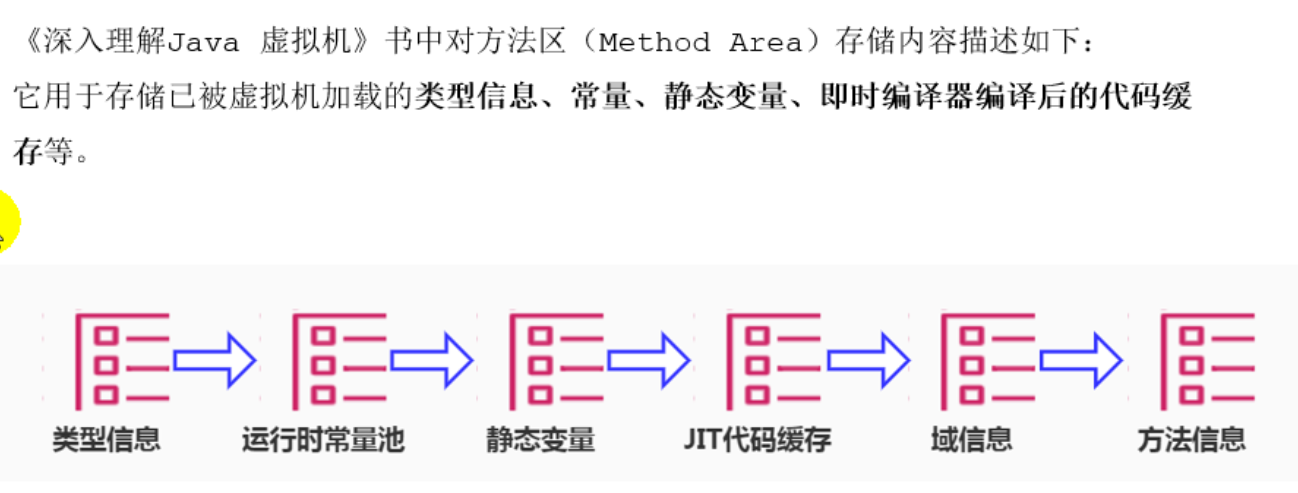 《深入理解Java 虚拟机》书中对方法区（Method Area）存储内容描述如下：
它用于存储已被虚拟机加载的类型信息、常量、静态变量、即时编译器编译后的代码缓
存等。
类型信息 运行时常量池 静态变量 JIT代码缓存 域信息 方法信息